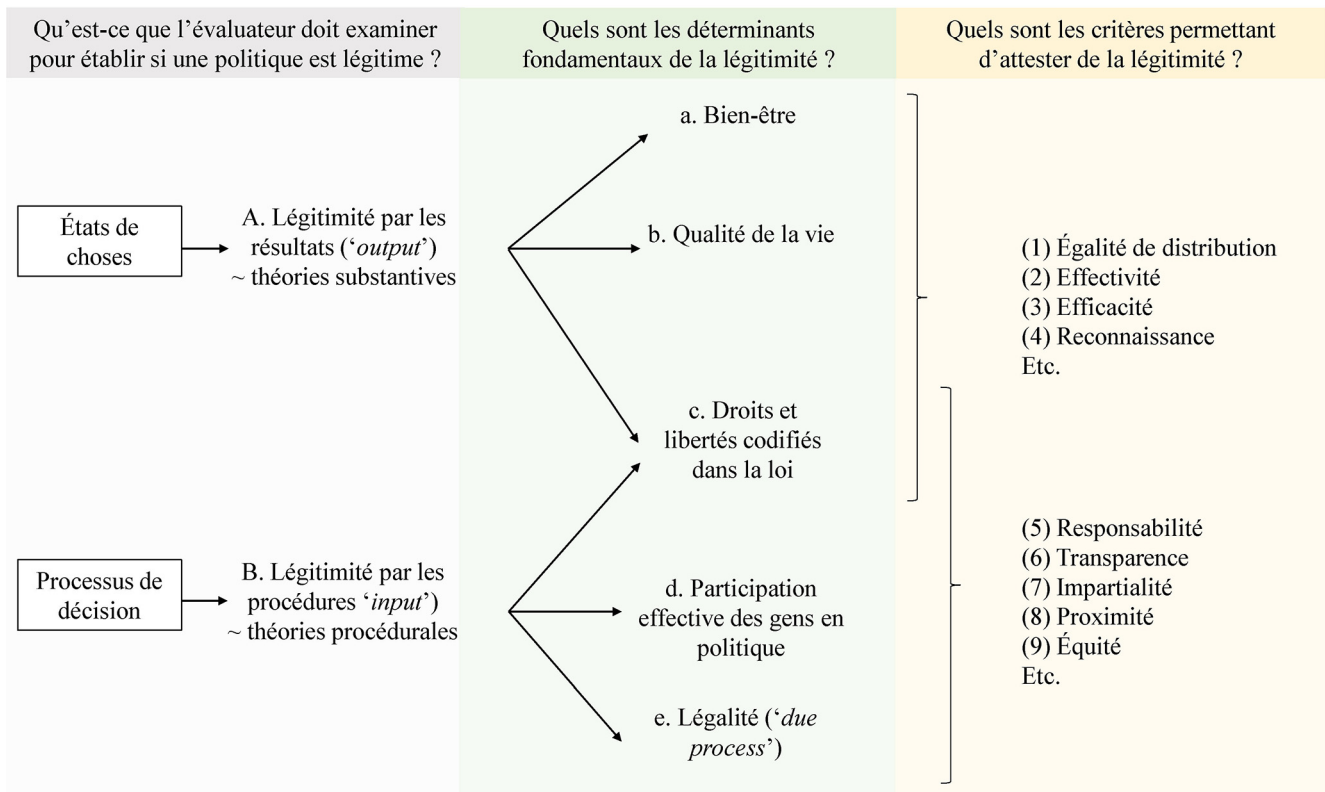 Qu’est-ce que l’évaluateur doit examiner
pour établir si une politique est légitime ?
Quels sont les déterminants
fondamentaux de la légitimité ?
Quels sont les critères permettant
d’attester de la légitimité ?
États de
choses
A. Légitimité par les
résultats (‘output’)
~ théories substantives
a. Bien-être
b. Qualité de la vie
c. Droits et
libertés codifiés
dans la loi
(1) Égalité de distribution
(2) Effectivité
(3) Efficacité
(4) Reconnaissance
Etc.
Processus de
décision
B. Légitimité par les
procédures ‘input’)
~ théories procédurales
d. Participation
effective des gens en
politique
e. Légalité (‘due
process’)
(5) Responsabilité
(6) Transparence
(7) Impartialité
(8) Proximité
(9) Équité
Etc.